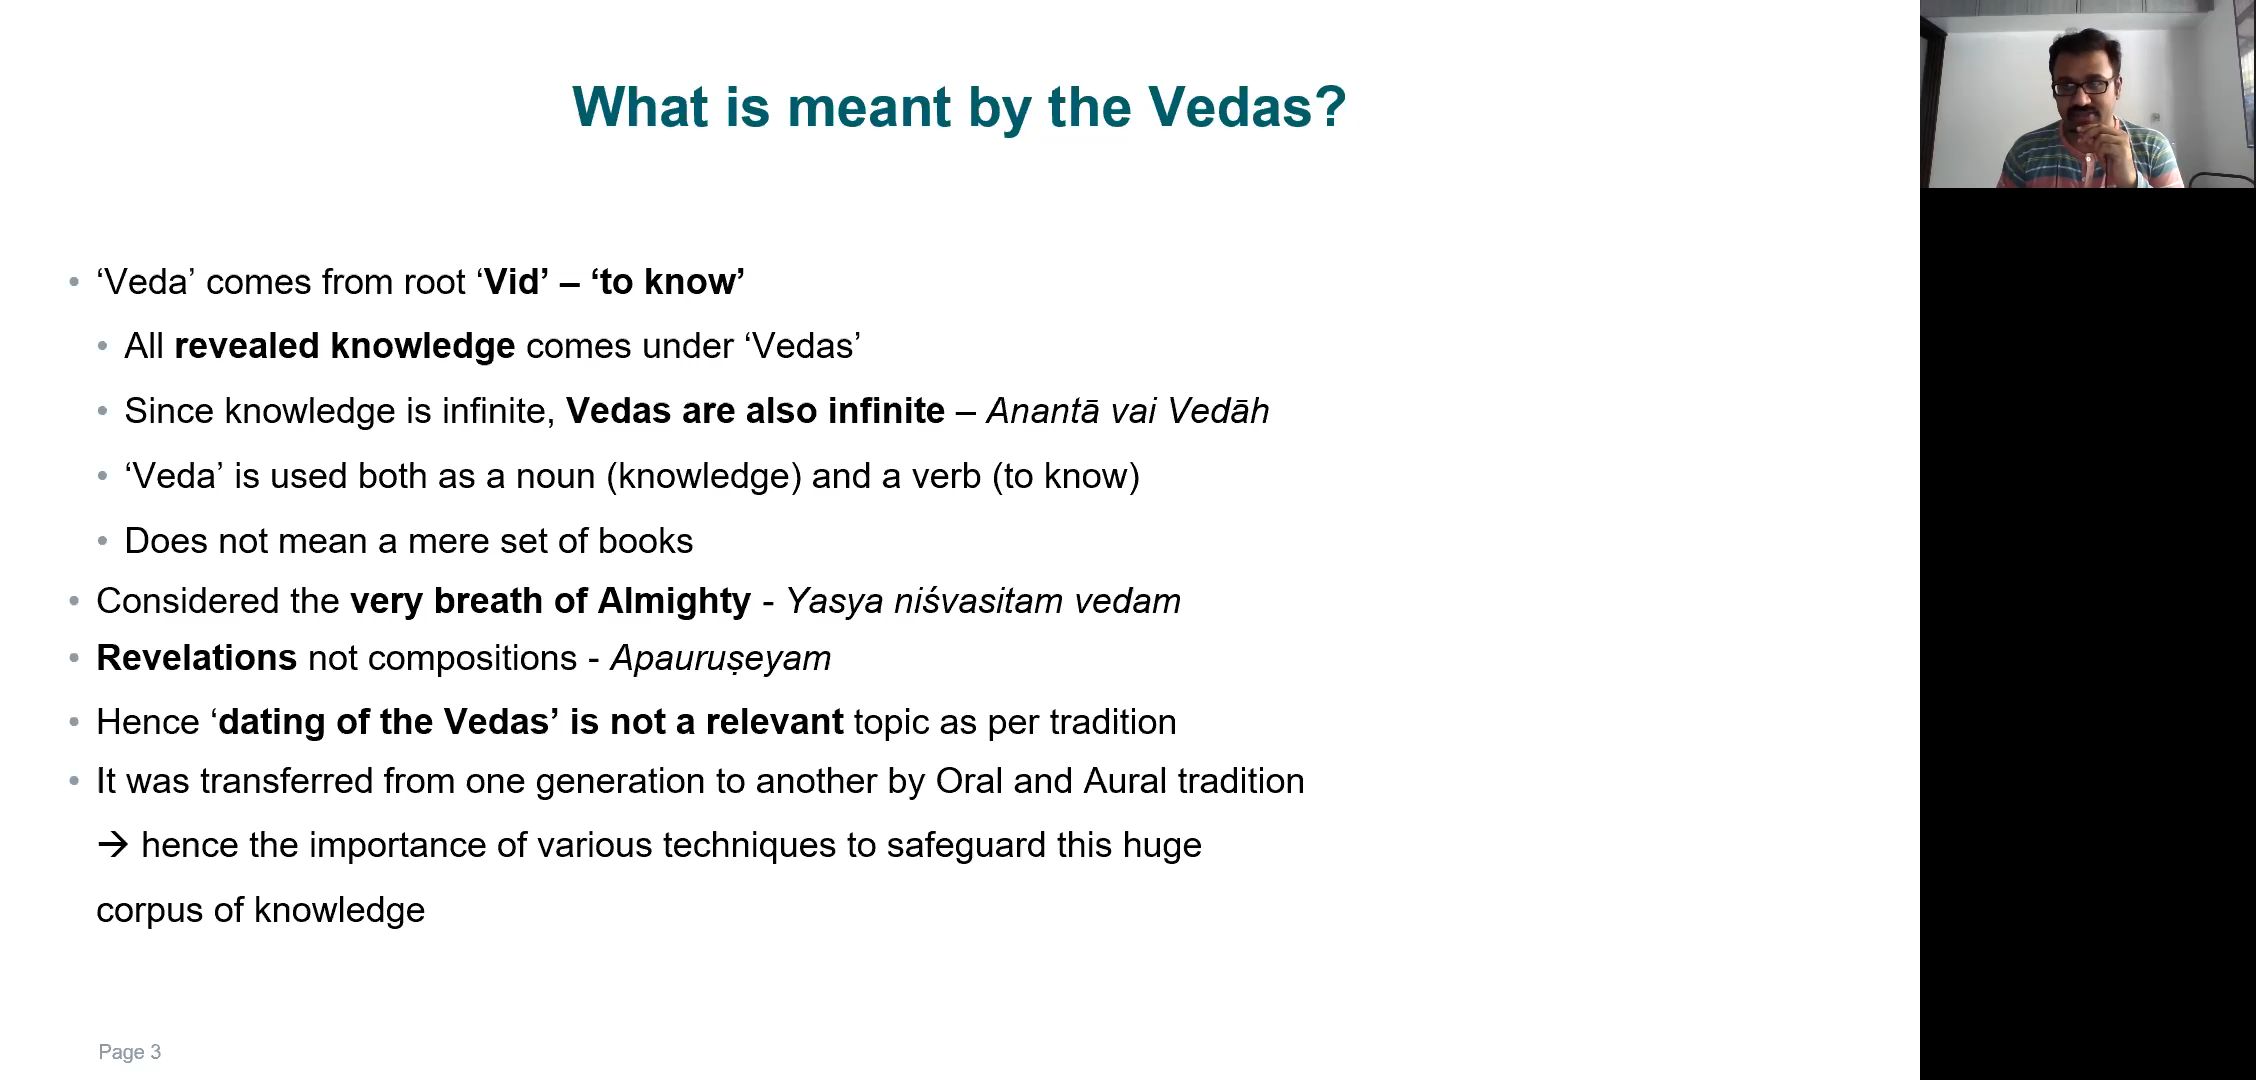 What is meant by the Vedas?
• ‘Veda’ comes from root ‘Vid’ – ‘to know’
• All revealed knowledge comes under ‘Vedas’
• Since knowledge is infinite, Vedas are also infinite – Anantā vai Vedāh
• ‘Veda’ is used both as a noun (knowledge) and a verb (to know)
• Does not mean a mere set of books
• Considered the very breath of Almighty - Yasya niśvasitam vedam
• Revelations not compositions - Apauruṣeyam
• Hence ‘dating of the Vedas’ is not a relevant topic as per tradition
• It was transferred from one generation to another by Oral and Aural tradition
→ hence the importance of various techniques to safeguard this huge
corpus of knowledge
Page 3